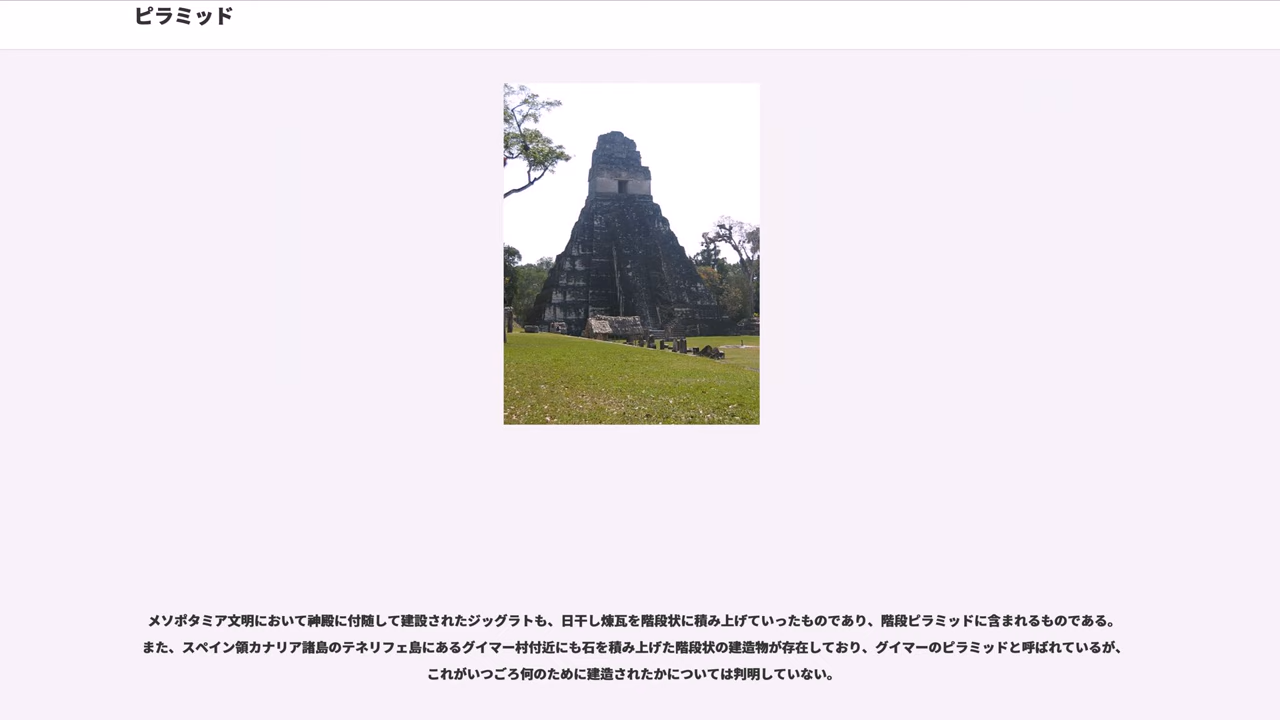 ピラミッド
メソポタミア文明において神殿に付随して建設されたジッグラトも、日干し煉瓦を階段状に積み上げていったものであり、階段ピラミッドに含まれるものである。
また、スペイン領カナリア諸島のテネリフェ島にあるグイマー村付近にも石を積み上げた階段状の建造物が存在しており、グイマーのピラミッドと呼ばれているが、
これがいつごろ何のために建造されたかについては判明していない。